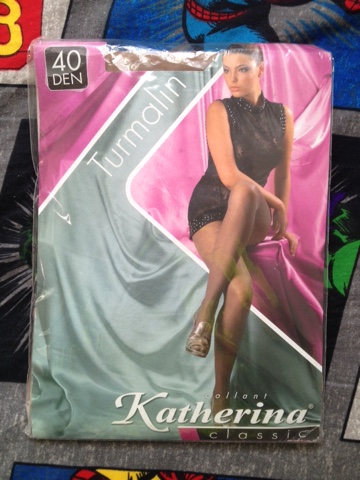 40
DEN
Turmalin
ollant
Katherina®
classic